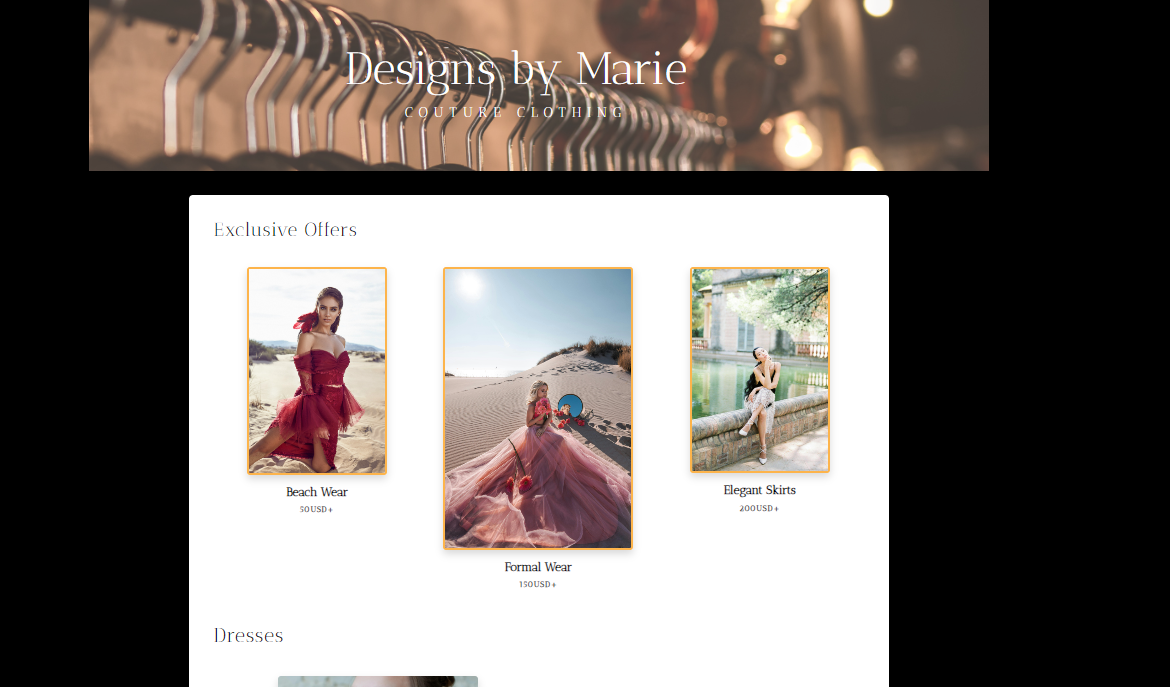 Designs by Marie
COUTURE CLOTHING
Exclusive Offers
Beach Wear
50USD+
Formal Wear
150USD+
Elegant Skirts
200USD+
Dresses